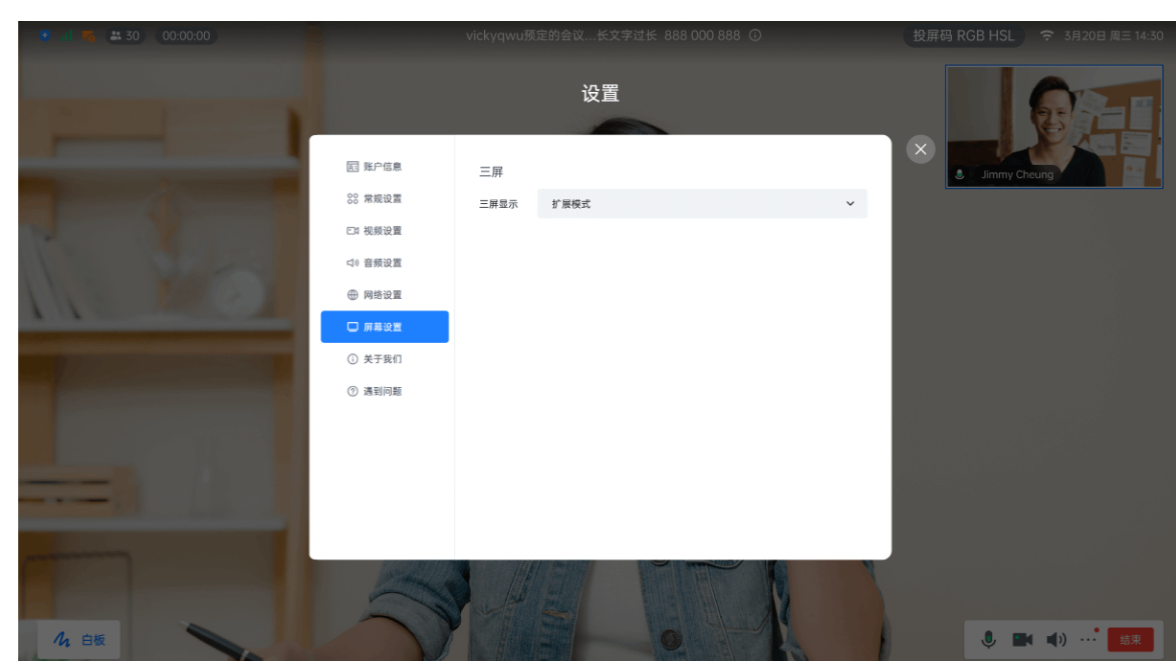 30 00:00:00
vickyqwu预定的会议...长文字过长 888 000 888
投屏码 RGB HSL
3月20日 周三 14:30
设置
Jimmy Cheung
账户信息
常规设置
视频设置
音频设置
网络设置
屏幕设置
关于我们
遇到问题
三屏
三屏显示 扩展模式
白板
结束